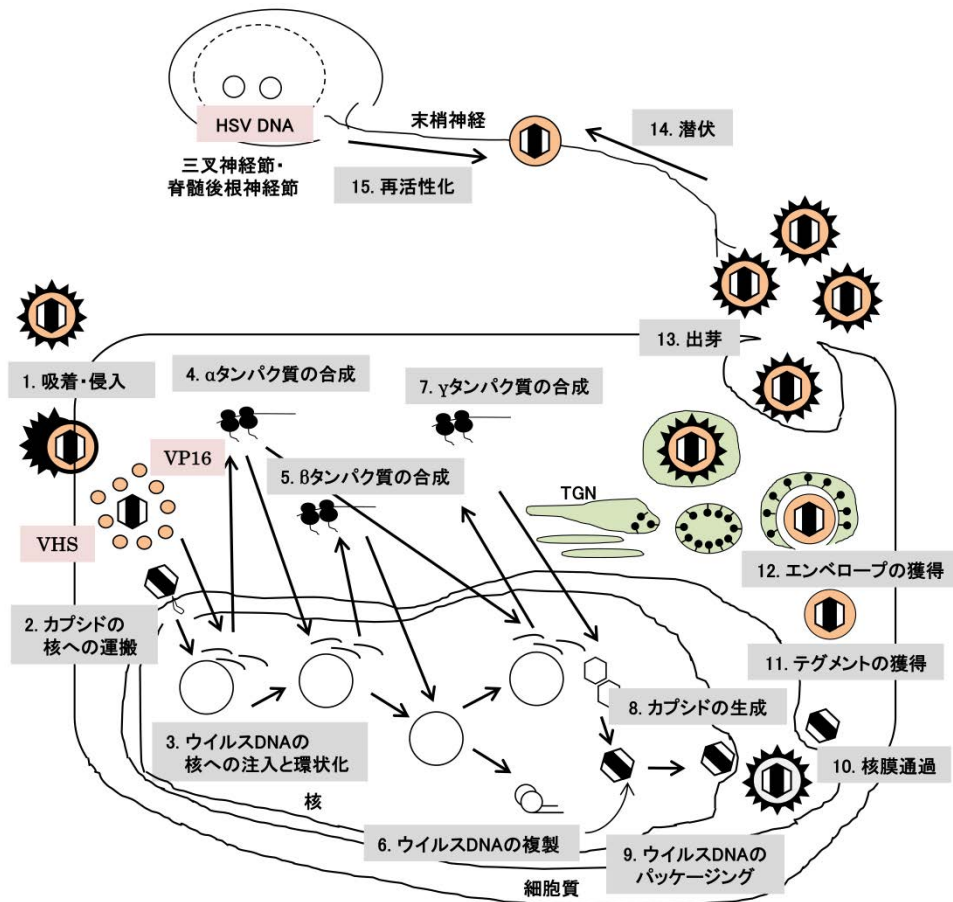 HSV DNA
三叉神経節・
脊髄後根神経節
末梢神経
14. 潜伏
15. 再活性化
13. 出芽
1. 吸着・侵入
4. αタンパク質の合成
7. γタンパク質の合成
VP16
5. βタンパク質の合成
TGN
VHS
12. エンベロープの獲得
2. カプシドの
核への運搬
11. テグメントの獲得
8. カプシドの生成
3. ウイルスDNAの
核への注入と環状化
10. 核膜通過
核
6. ウイルスDNAの複製
9. ウイルスDNAの
パッケージング
細胞質